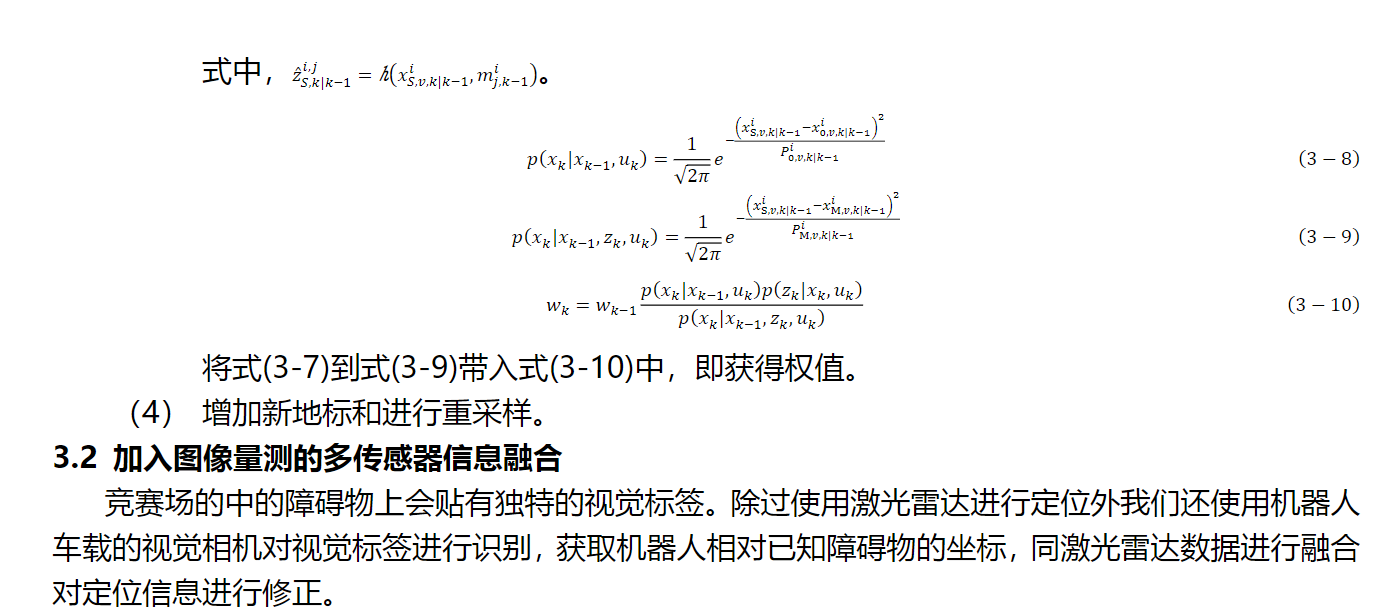 式中，$\hat{z}_{S,k|k-1}^{i,j} = h(x_{S,v,k|k-1}^{i}, m_{j,k-1}^{i})$。
$p(x_k|x_{k-1},u_k) = \frac{1}{\sqrt{2\pi}} e^{-\frac{(x_{S,v,k|k-1}^{i} - x_{o,v,k|k-1}^{i})^2}{P_{o,v,k|k-1}^{i}}}$ (3 − 8)
$p(x_k|x_{k-1},z_k,u_k) = \frac{1}{\sqrt{2\pi}} e^{-\frac{(x_{S,v,k|k-1}^{i} - x_{M,v,k|k-1}^{i})^2}{P_{M,v,k|k-1}^{i}}}$ (3 − 9)
$w_k = w_{k-1} \frac{p(x_k|x_{k-1},u_k)p(z_k|x_k,u_k)}{p(x_k|x_{k-1},z_k,u_k)}$ (3 − 10)
将式(3-7)到式(3-9)带入式(3-10)中，即获得权值。
（4） 增加新地标和进行重采样。
3.2 加入图像量测的多传感器信息融合
竞赛场的中的障碍物上会贴有独特的视觉标签。除过使用激光雷达进行定位外我们还使用机器人
车载的视觉相机对视觉标签进行识别，获取机器人相对已知障碍物的坐标，同激光雷达数据进行融合
对定位信息进行修正。